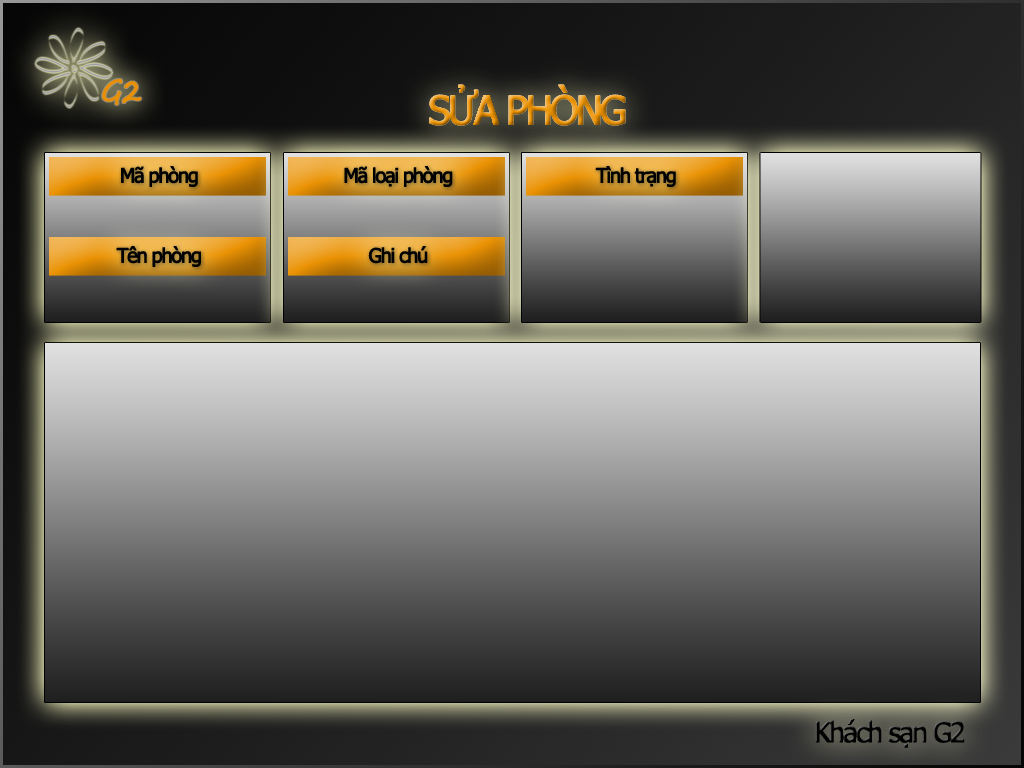 G2
SỬA PHÒNG
Mã phòng
Mã loại phòng
Tình trạng
Tên phòng
Ghi chú
Khách sạn G2